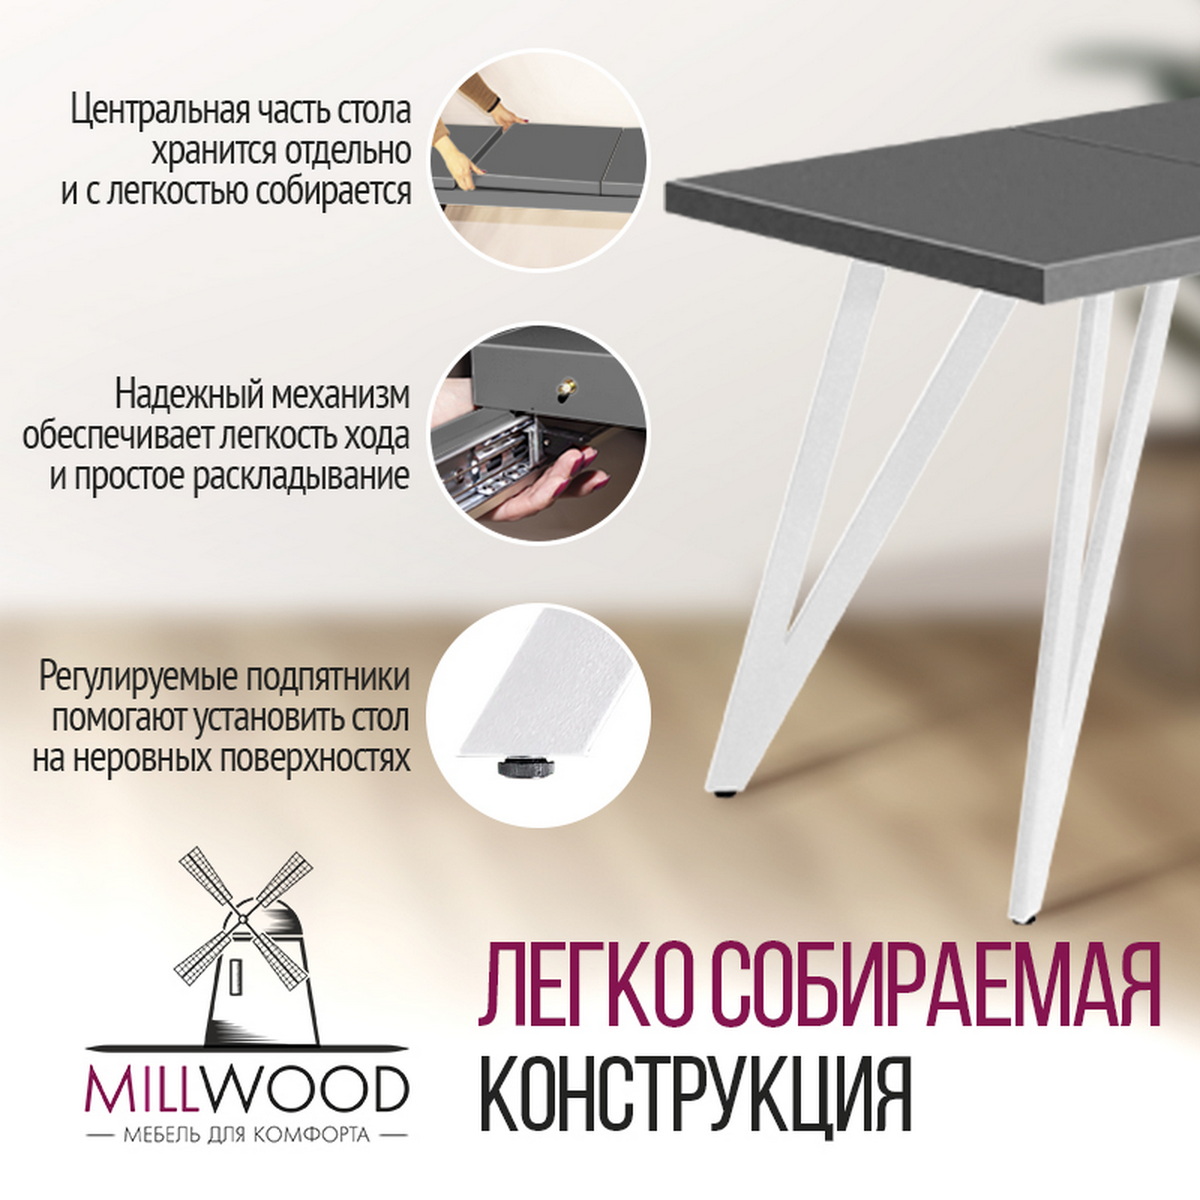 Центральная часть стола
хранится отдельно
и с легкостью собирается
Надежный механизм
обеспечивает легкость хода
и простое раскладывание
Регулируемые подпятники
помогают установить стол
на неровных поверхностях
MILLWOOD
— МЕБЕЛЬ ДЛЯ КОМФОРТА —
ЛЕГКО СОБИРАЕМАЯ
КОНСТРУКЦИЯ